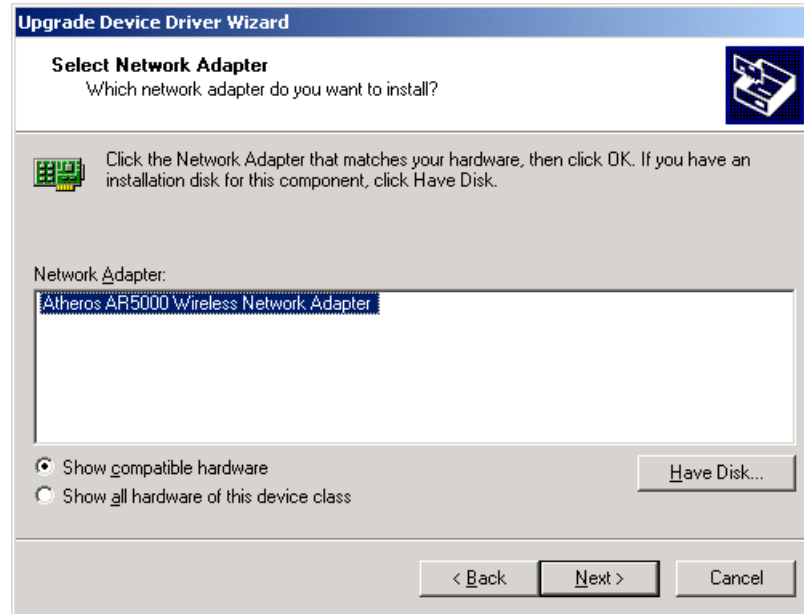 Upgrade Device Driver Wizard
Select Network Adapter
Which network adapter do you want to install?
Click the Network Adapter that matches your hardware, then click OK. If you have an
installation disk for this component, click Have Disk.
Network Adapter:
Atheros AR5000 Wireless Network Adapter
Show compatible hardware
Show all hardware of this device class
Have Disk...
< Back
Next >
Cancel